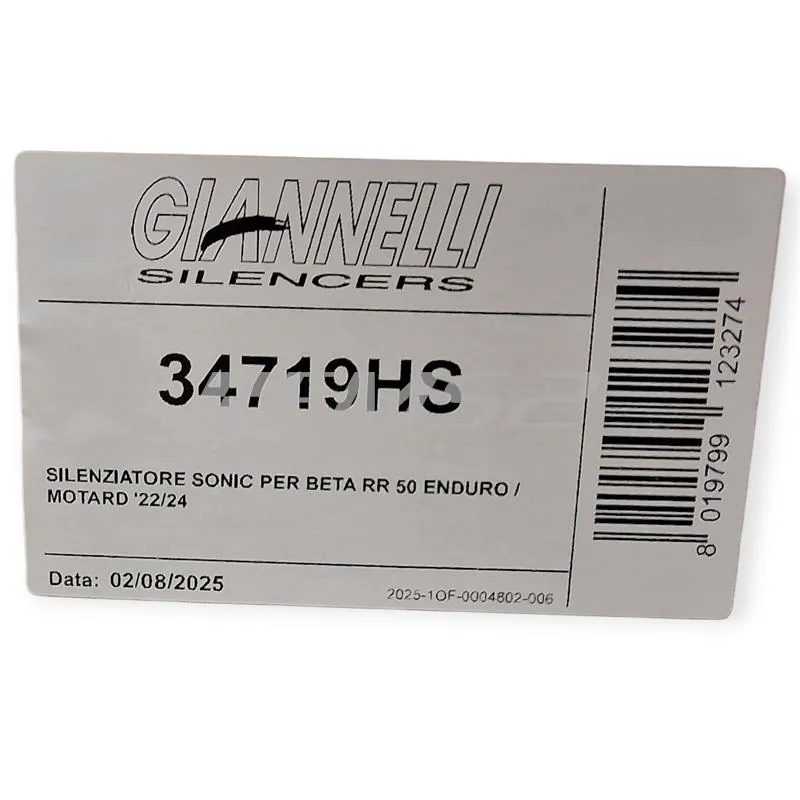 GIANNELLI
SILENCERS
34719HS
SILENZIATORE SONIC PER BETA RR 50 ENDURO /
MOTARD '22/24
Data: 02/08/2025
2025-1OF-0004802-006
8 019799 123274